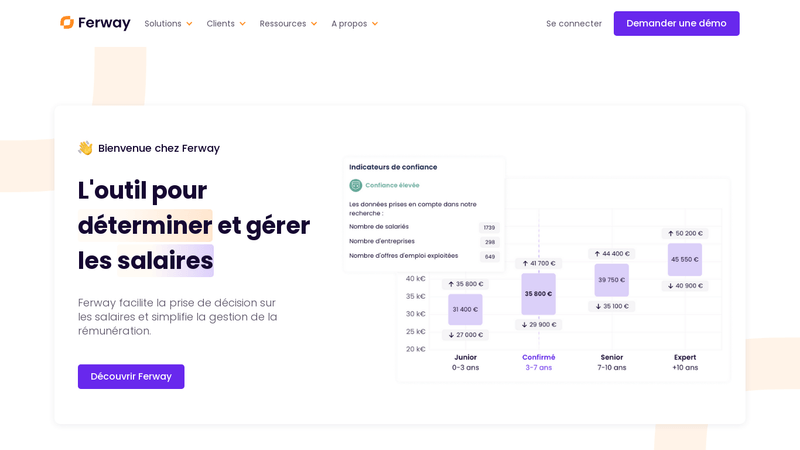 Ferway
Solutions
Clients
Ressources
A propos
Se connecter
Demander une démo
Bienvenue chez Ferway
L'outil pour
déterminer et gérer
les salaires
Ferway facilite la prise de décision sur
les salaires et simplifie la gestion de la
rémunération.
Découvrir Ferway
Indicateurs de confiance
Confiance élevée
Les données prises en compte dans notre
recherche :
Nombre de salariés 1739
Nombre d'entreprises 298
Nombre d'offres d'emploi exploitées 649
40 k€
35 k€
30 k€
25 k€
20 k€
↑ 35 800 €
31 400 €
↓ 27 000 €
↑ 41 700 €
35 800 €
↓ 29 900 €
↑ 44 400 €
39 750 €
↓ 35 100 €
↑ 50 200 €
45 550 €
↓ 40 900 €
Junior
0-3 ans
Confirmé
3-7 ans
Senior
7-10 ans
Expert
+10 ans